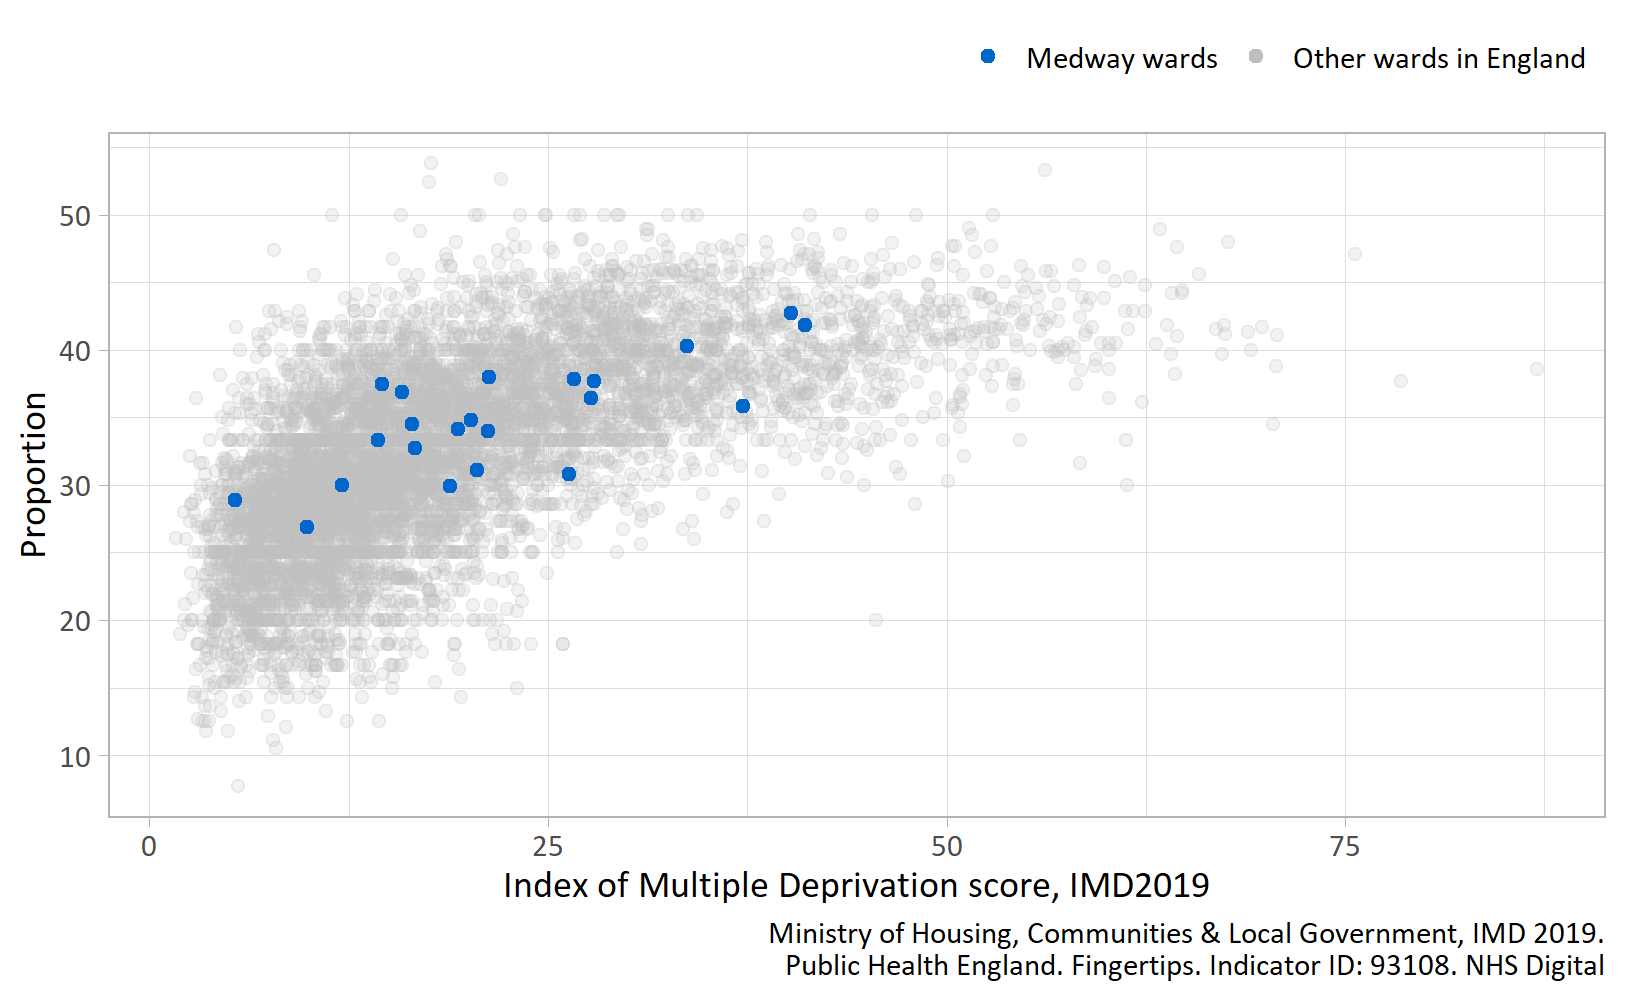 Medway wards Other wards in England
50
40
30
20
10
Proportion
0 25 50 75
Index of Multiple Deprivation score, IMD2019
Ministry of Housing, Communities & Local Government, IMD 2019.
Public Health England. Fingertips. Indicator ID: 93108. NHS Digital